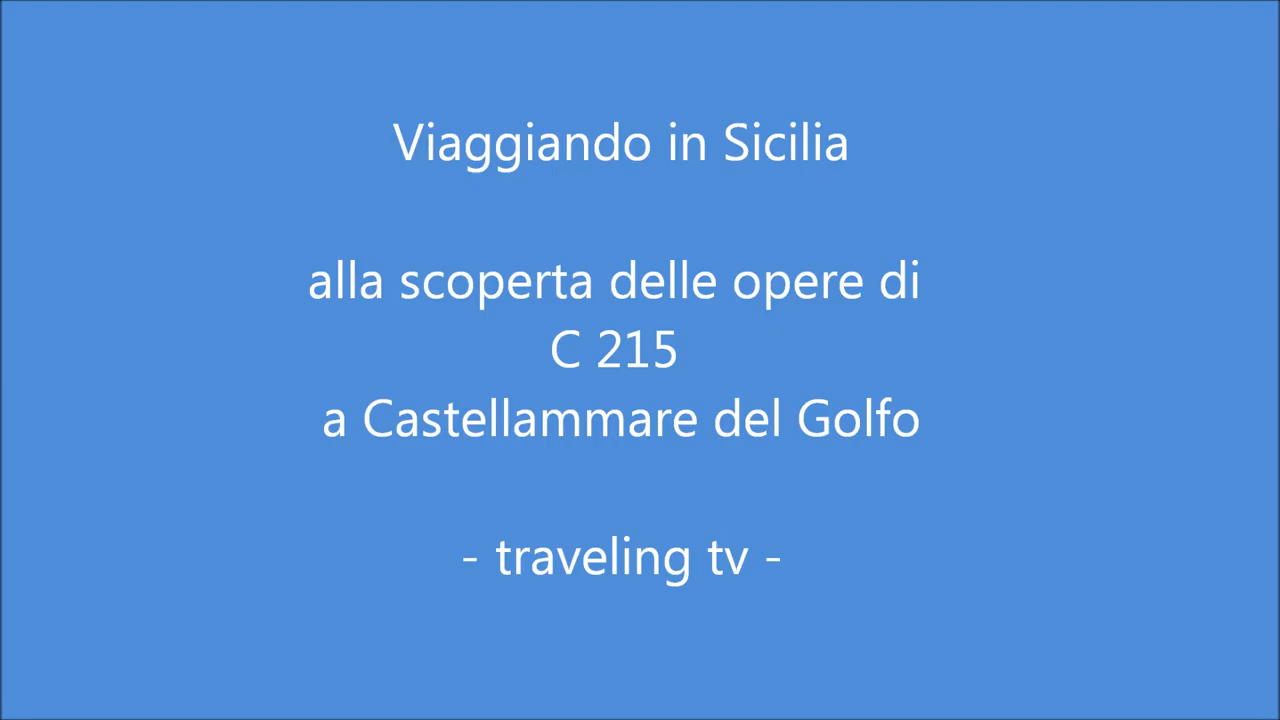 Viaggiando in Sicilia
alla scoperta delle opere di
C 215
a Castellammare del Golfo
- traveling tv -